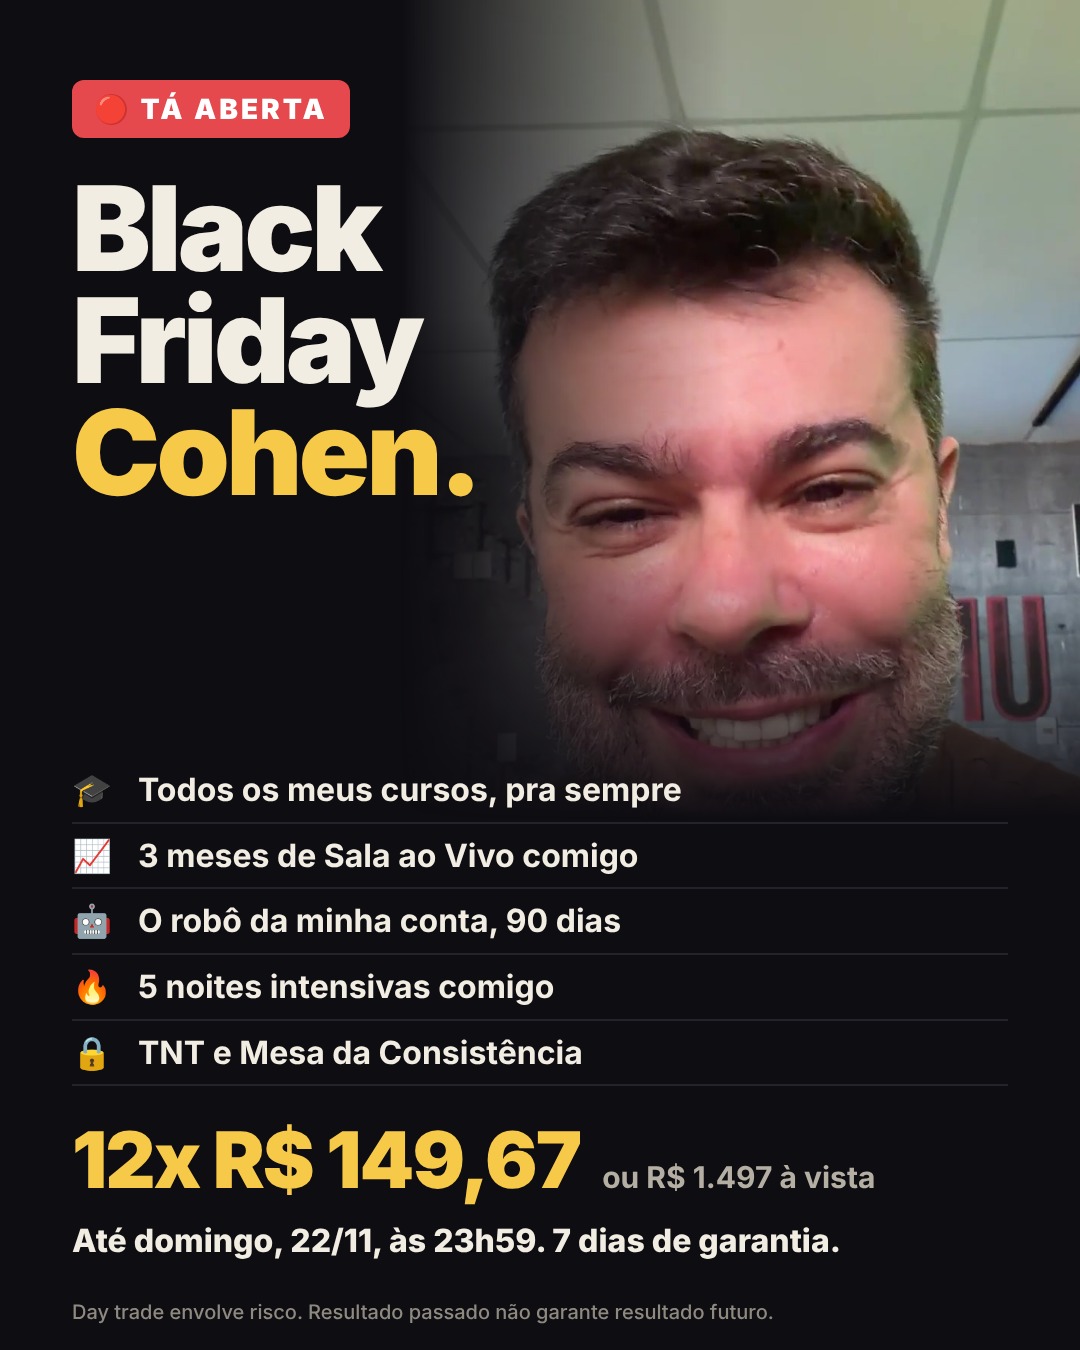 🔴 TÁ ABERTA
Black
Friday
Cohen.
IU
🎓 Todos os meus cursos, pra sempre
📈 3 meses de Sala ao Vivo comigo
🤖 O robô da minha conta, 90 dias
🔥 5 noites intensivas comigo
🔒 TNT e Mesa da Consistência
12x R$ 149,67 ou R$ 1.497 à vista
Até domingo, 22/11, às 23h59. 7 dias de garantia.
Day trade envolve risco. Resultado passado não garante resultado futuro.